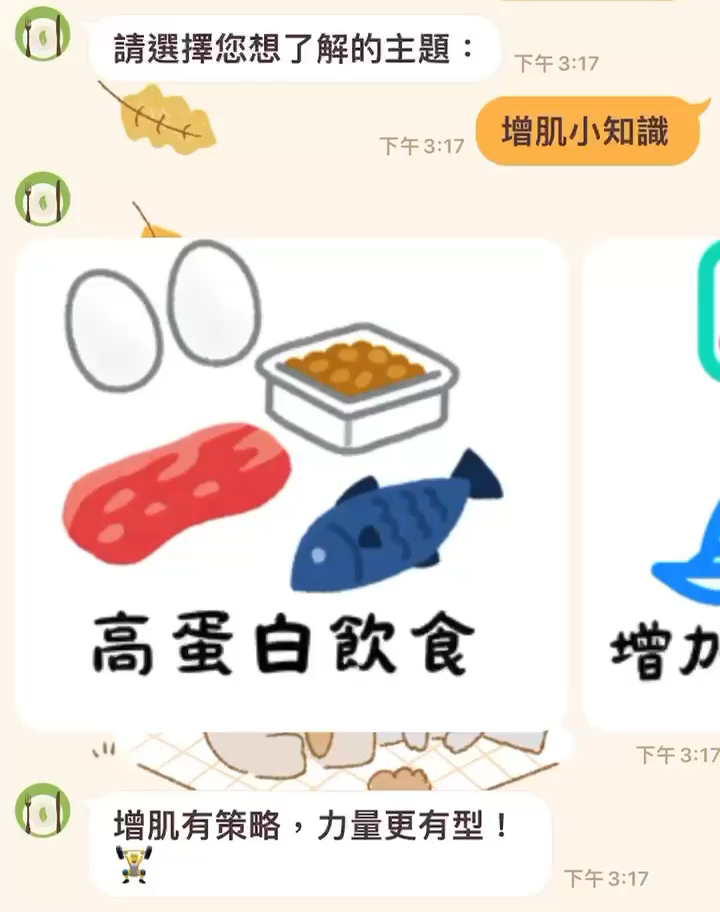 請選擇您想了解的主題：
下午 3:17
增肌小知識
下午 3:17
高蛋白飲食
增加
下午 3:17
增肌有策略，力量更有型！🏋️
下午 3:17